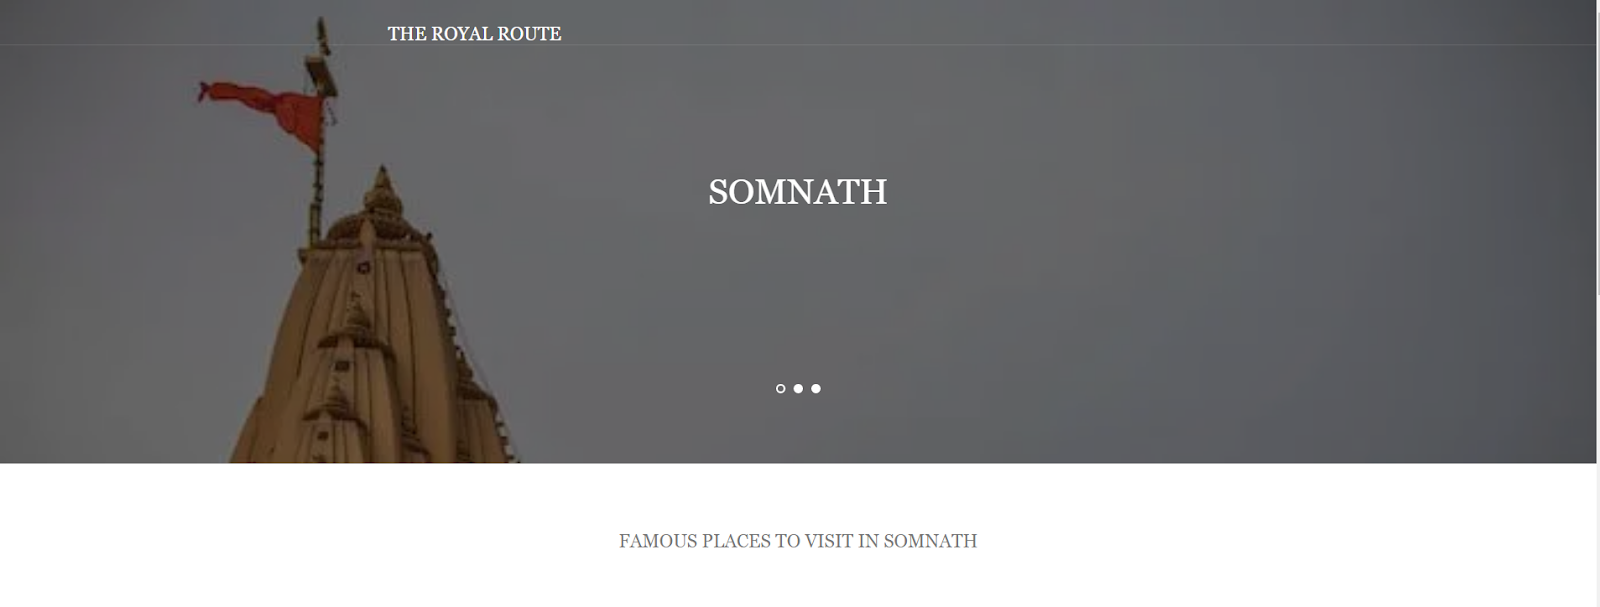 THE ROYAL ROUTE
SOMNATH
FAMOUS PLACES TO VISIT IN SOMNATH